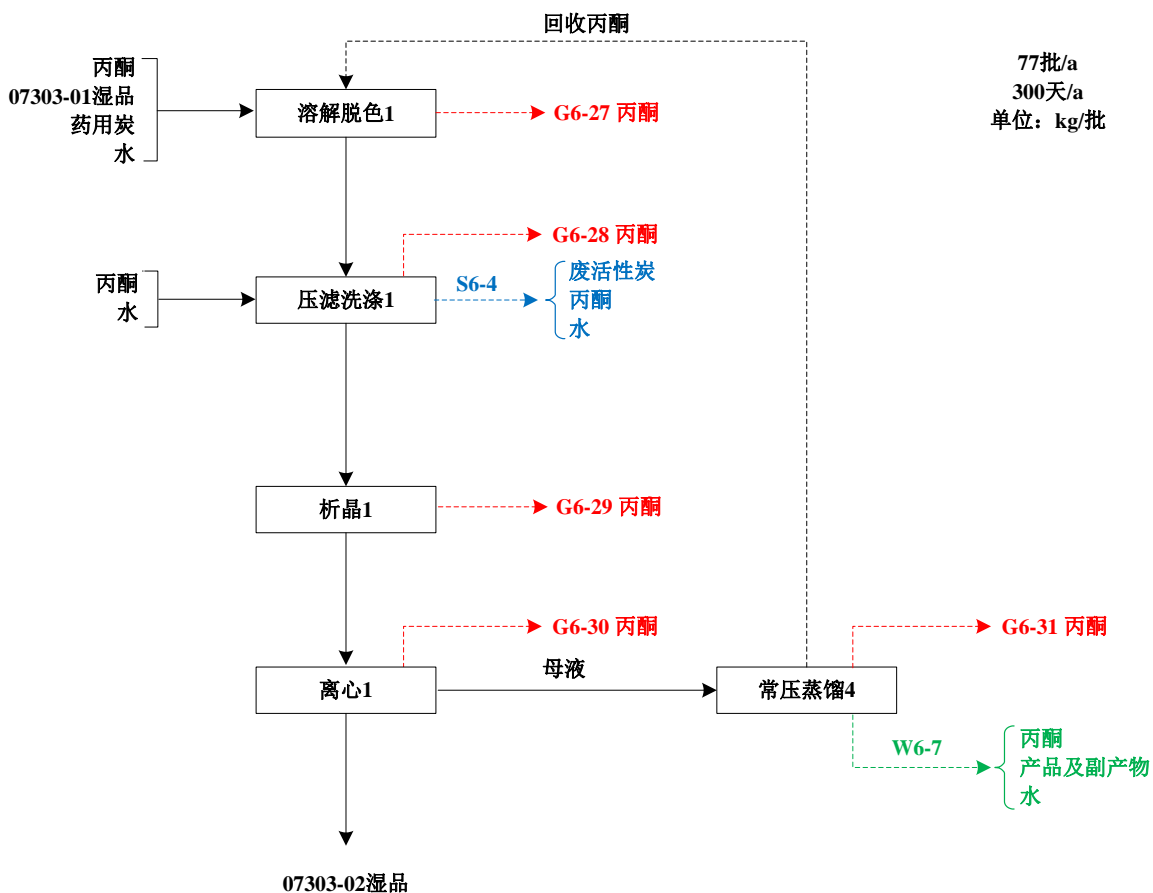 回收丙酮
77批/a
300天/a
单位：kg/批
丙酮
07303-01湿品
药用炭
水
溶解脱色1
G6-27 丙酮
G6-28 丙酮
丙酮
水
压滤洗涤1
S6-4
废活性炭
丙酮
水
析晶1
G6-29 丙酮
G6-30 丙酮
G6-31 丙酮
离心1
母液
常压蒸馏4
W6-7
丙酮
产品及副产物
水
07303-02湿品